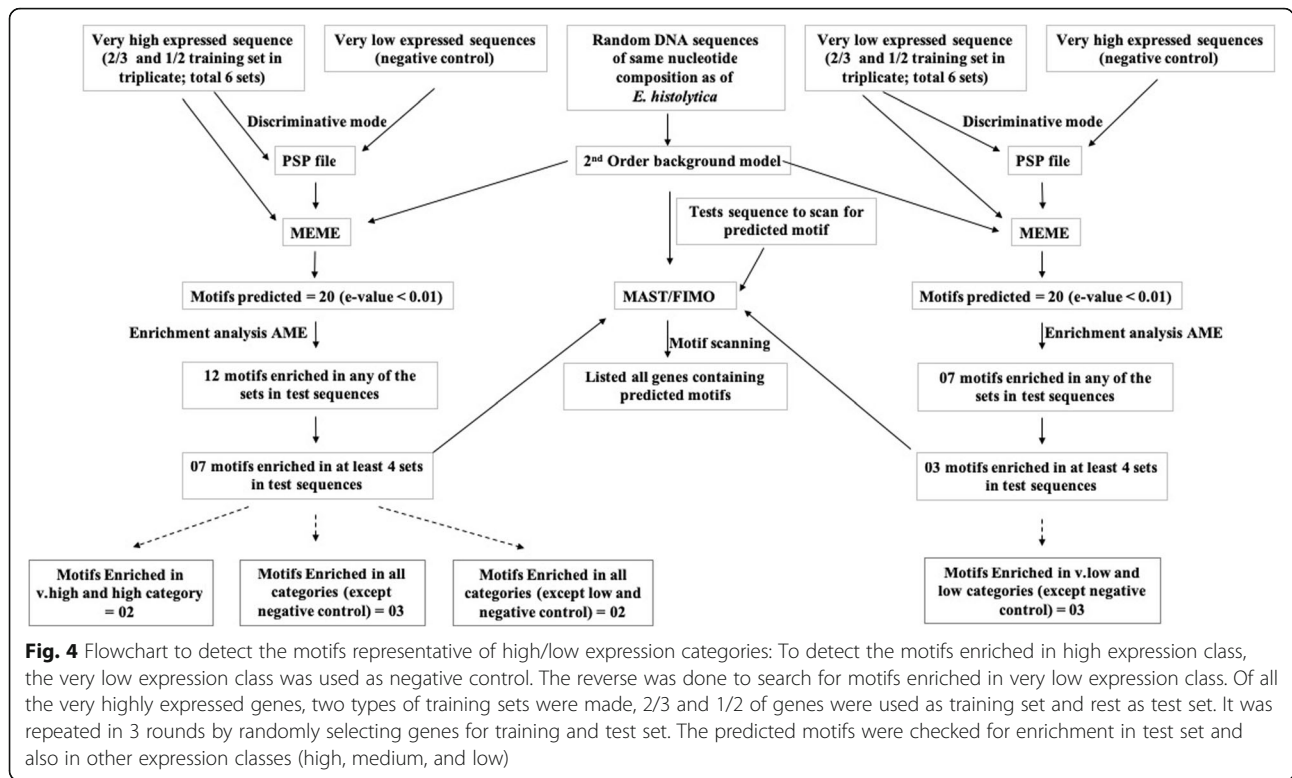 Very high expressed sequence
(2/3 and 1/2 training set in
triplicate; total 6 sets)
Very low expressed sequences
(negative control)
Random DNA sequences
of same nucleotide
composition as of
E. histolytica
Very low expressed sequence
(2/3 and 1/2 training set in
triplicate; total 6 sets)
Very high expressed sequences
(negative control)
Discriminative mode
Discriminative mode
PSP file
2nd Order background model
PSP file
Tests sequence to scan for
predicted motif
MEME
MEME
Motifs predicted = 20 (e-value < 0.01)
MAST/FIMO
Motifs predicted = 20 (e-value < 0.01)
Enrichment analysis AME
Motif scanning
Enrichment analysis AME
12 motifs enriched in any of the
sets in test sequences
Listed all genes containing
predicted motifs
07 motifs enriched in any of the
sets in test sequences
07 motifs enriched in at least 4 sets
in test sequences
03 motifs enriched in at least 4 sets
in test sequences
Motifs Enriched in
v.high and high category
= 02
Motifs Enriched in all
categories (except
negative control) = 03
Motifs Enriched in all
categories (except low and
negative control) = 02
Motifs Enriched in v.low and
low categories (except negative
control) = 03
Fig. 4 Flowchart to detect the motifs representative of high/low expression categories: To detect the motifs enriched in high expression class,
the very low expression class was used as negative control. The reverse was done to search for motifs enriched in very low expression class. Of all
the very highly expressed genes, two types of training sets were made, 2/3 and 1/2 of genes were used as training set and rest as test set. It was
repeated in 3 rounds by randomly selecting genes for training and test set. The predicted motifs were checked for enrichment in test set and
also in other expression classes (high, medium, and low)